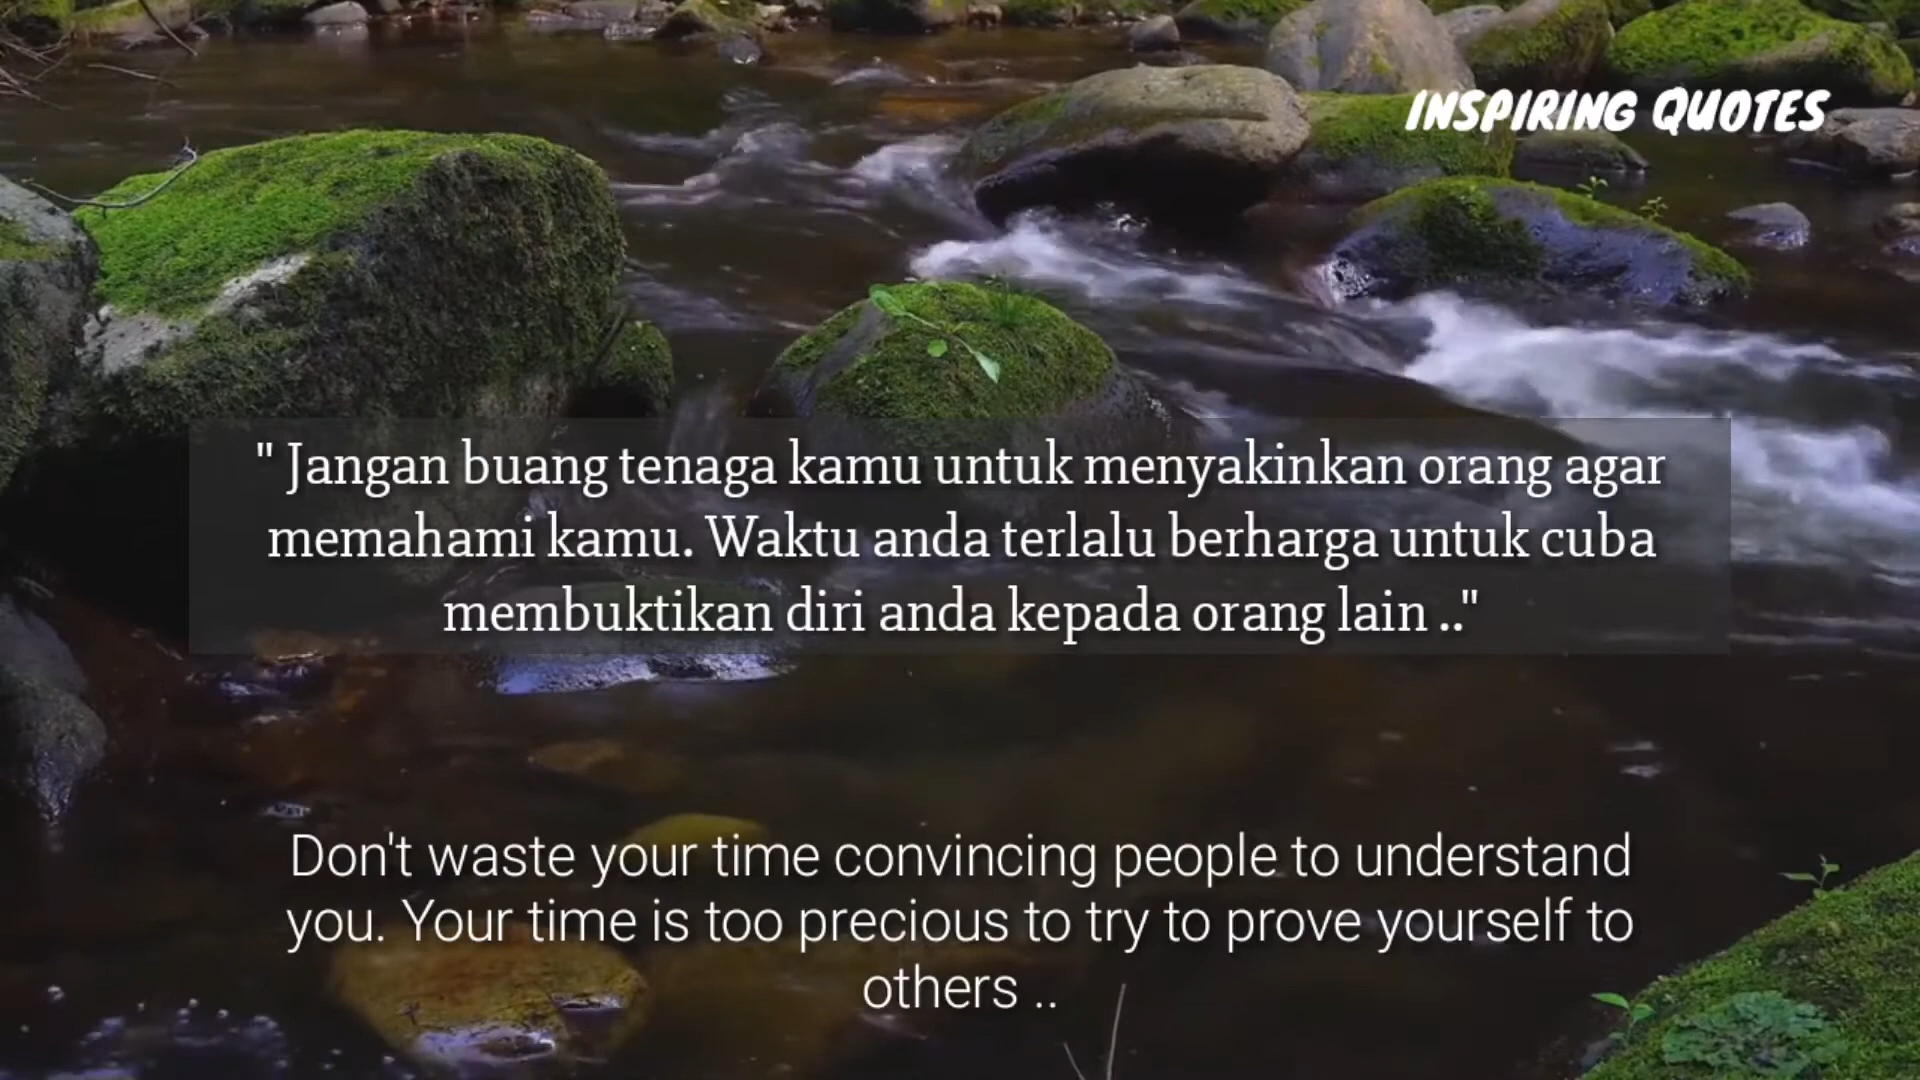 INSPIRING QUOTES
" Jangan buang tenaga kamu untuk menyakinkan orang agar
memahami kamu. Waktu anda terlalu berharga untuk cuba
membuktikan diri anda kepada orang lain .."
Don't waste your time convincing people to understand
you. Your time is too precious to try to prove yourself to
others ..